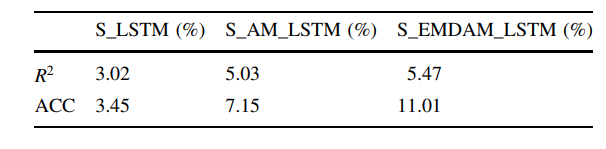 S_LSTM (%) S_AM_LSTM (%) S_EMDAM_LSTM (%)
R² 3.02 5.03 5.47
ACC 3.45 7.15 11.01